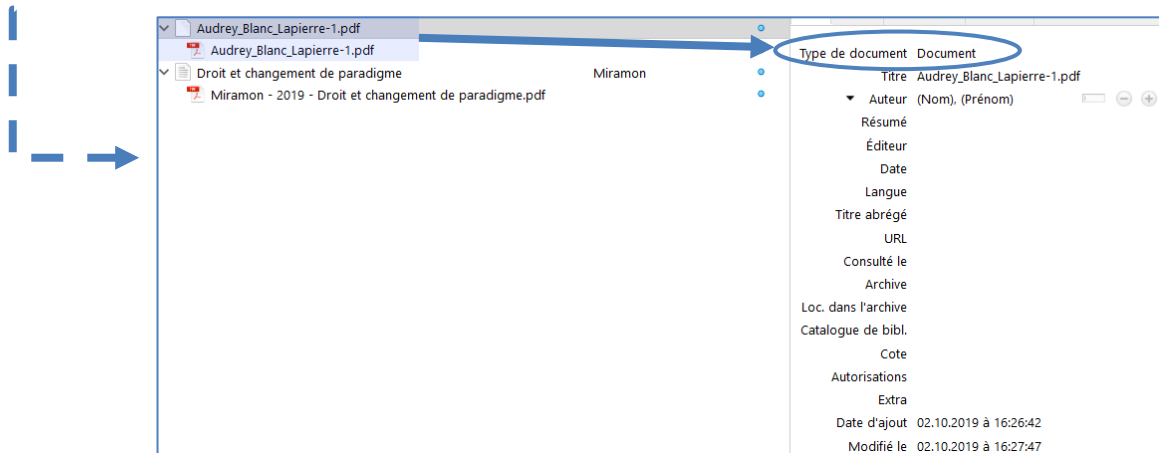 Audrey_Blanc_Lapierre-1.pdf
Audrey_Blanc_Lapierre-1.pdf
Droit et changement de paradigme Miramon
Miramon - 2019 - Droit et changement de paradigme.pdf
Type de document Document
Titre Audrey_Blanc_Lapierre-1.pdf
Auteur (Nom), (Prénom)
Résumé
Éditeur
Date
Langue
Titre abrégé
URL
Consulté le
Archive
Loc. dans l'archive
Catalogue de bibl.
Cote
Autorisations
Extra
Date d'ajout 02.10.2019 à 16:26:42
Modifié le 02.10.2019 à 16:27:47